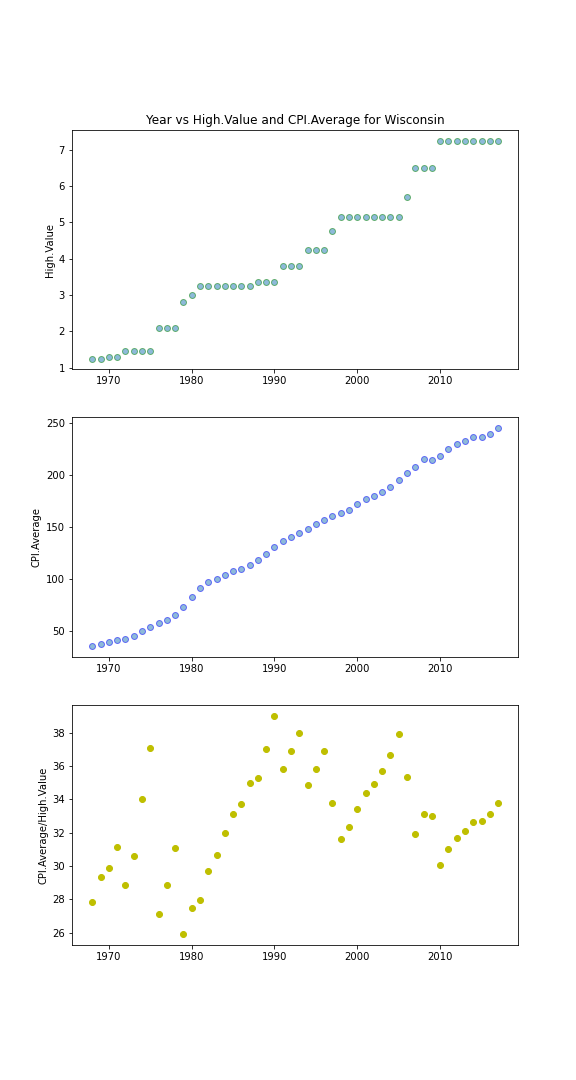 Year vs High.Value and CPI.Average for Wisconsin
High.Value
7
6
5
4
3
2
1
1970 1980 1990 2000 2010
CPI.Average
250
200
150
100
50
1970 1980 1990 2000 2010
CPI.Average/High.Value
38
36
34
32
30
28
26
1970 1980 1990 2000 2010